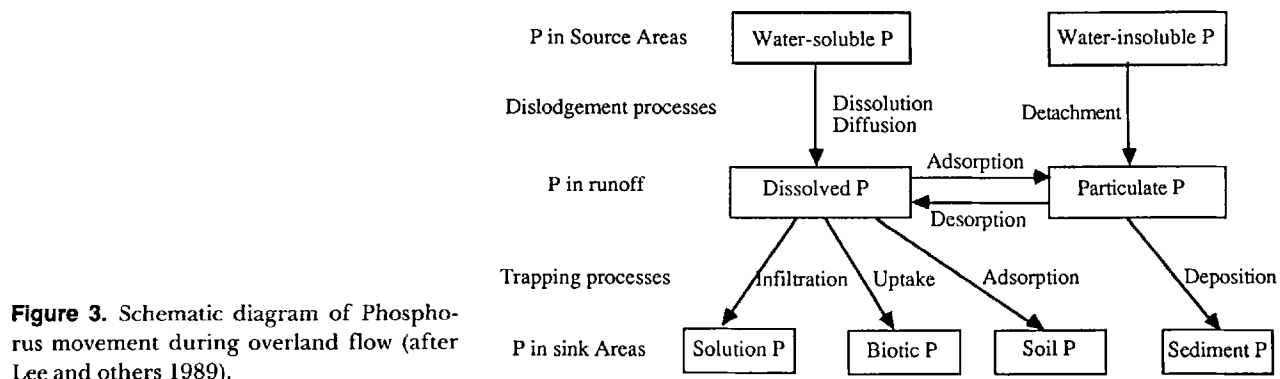 P in Source Areas
Water-soluble P
Water-insoluble P
Dislodgement processes
Dissolution
Diffusion
Detachment
P in runoff
Dissolved P
Adsorption
Desorption
Particulate P
Trapping processes
Infiltration
Uptake
Adsorption
Deposition
P in sink Areas
Solution P
Biotic P
Soil P
Sediment P
Figure 3. Schematic diagram of Phospho-
rus movement during overland flow (after
Lee and others 1989).